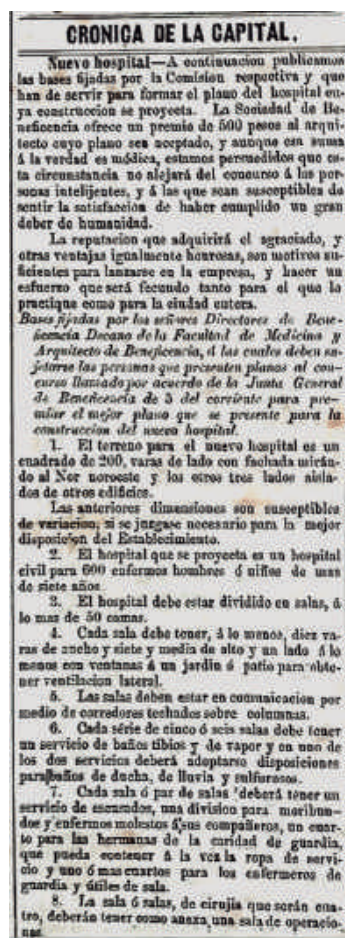 CRONICA DE LA CAPITAL.
Nuevo hospital—A continuacion publicamos
las bases fijadas por la Comision respectiva y que
han de servir para formar el plano del hospital cu-
ya construccion se proyecta. La Sociedad de Be-
neficencia ofrece un premio de 500 pesos al arqui-
tecto cuyo plano sea aceptado, y aunque esa suma
á la verdad es módica, estamos persuadidos que es-
ta circunstancia no alejará del concurso á las per-
sonas intelijentes, y á las que sean susceptibles de
sentir la satisfaccion de haber cumplido un gran
deber de humanidad.
La reputacion que adquirirá el agraciado, y
otras ventajas igualmente honrosas, son motivos su-
ficientes para lanzarse en la empresa, y hacer un
esfuerzo que será fecundo tanto para el que lo
practique como para la ciudad entera.
Bases fijadas por los señores Directores de Bene-
ficencia Decano de la Facultad de Medicina y
Arquitecto de Beneficencia, á las cuales deben su-
jetarse las personas que presenten planos al con-
curso llamado por acuerdo de la Junta General
de Beneficencia de 5 del corriente para pre-
miar el mejor plano que se presente para la
construccion del nuevo hospital.
1. El terreno para el nuevo hospital es un
cuadrado de 200, varas de lado con fachada mirán-
do al Nor noroeste y los otros tres lados aisla-
dos de otros edificios.
Las anteriores dimensiones son susceptibles
de variacion, si se juzgase necesario para la mejor
disposicion del Establecimiento.
2. El hospital que se proyecta es un hospital
civil para 600 enfermos hombres ó niños de mas
de siete años.
3. El hospital debe estar dividido en salas, á
lo mas de 50 camas.
4. Cada sala debe tener, á lo menos, diez va-
ras de ancho y siete y media de alto y un lado á lo
menos con ventanas á un jardin ó patio para obte-
ner ventilacion lateral.
5. Las salas deben estar en comunicacion por
medio de corredores techados sobre columnas.
6. Cada série de cinco ó seis salas debe tener
un servicio de baños tibios y de vapor y en uno de
los dos servicios deberá adoptarse disposiciones
para baños de ducha, de lluvia y sulfurosos.
7. Cada sala ó par de salas deberá tener un
servicio de escusados, una division para moribun-
dos y enfermos molestos á sus compañeros, un cuar-
to para las hermanas de la caridad de guardia,
que pueda contener á la vez la ropa de servi-
cio y uno ó mas cuartos para los enfermeros de
guardia y útiles de sala.
8. La sala ó salas, de cirujia que serán cua-
tro, deberán tener como anexa, una sala de operacio-
nes